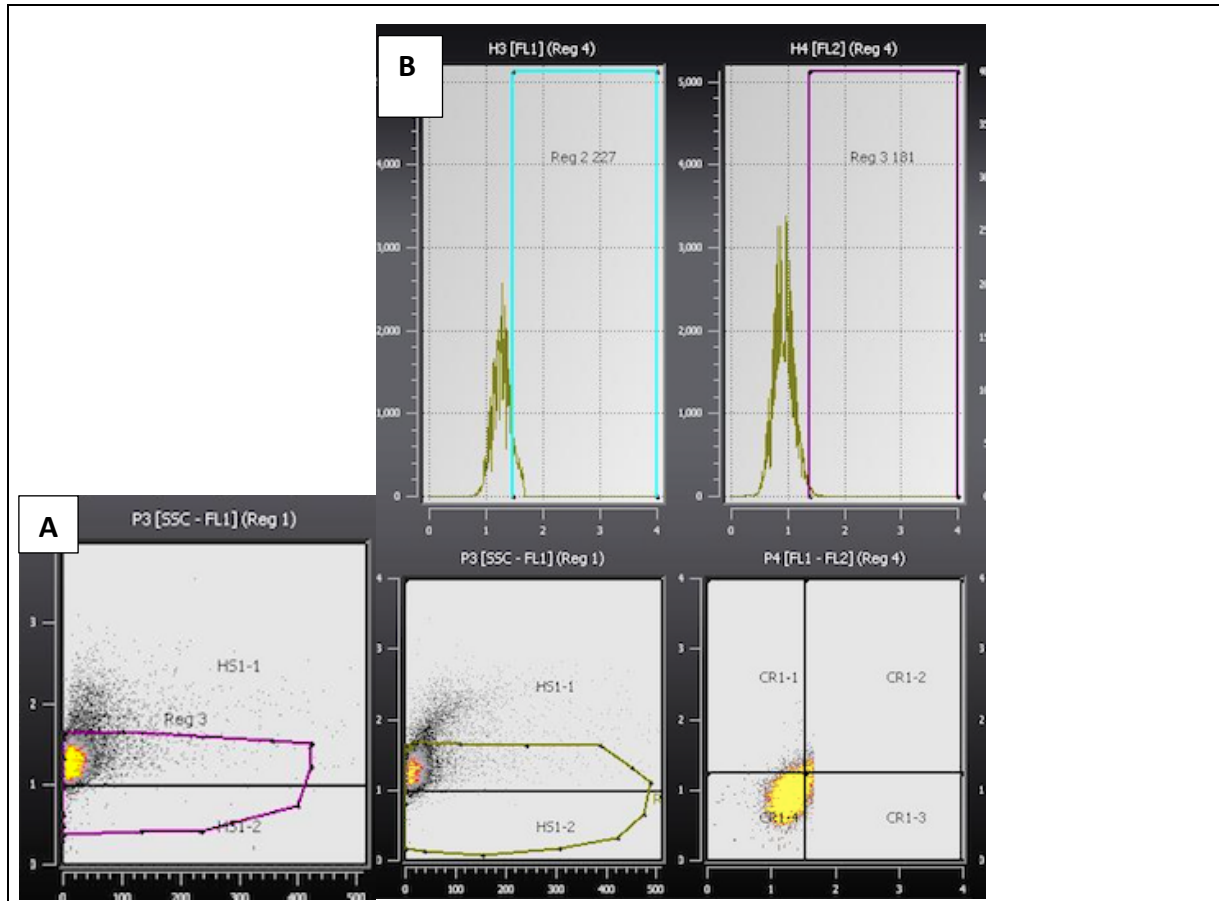 B
H3 [FL1] (Reg 4)
5,000
4,000
3,000
2,000
1,000
0
Reg 2 227
0 1 2 3 4
H4 [FL2] (Reg 4)
5,000
4,000
3,000
2,000
1,000
0
Reg 3 181
0 1 2 3 4
A
P3 [SSC - FL1] (Reg 1)
3
2
1
0
HS1-1
Reg 3
HS1-2
0 100 200 300 400 500
P3 [SSC - FL1] (Reg 1)
4
3
2
1
0
HS1-1
HS1-2
0 100 200 300 400 500
P4 [FL1 - FL2] (Reg 4)
4
3
2
1
0
CR1-1 CR1-2
CR1-4 CR1-3
0 1 2 3 4